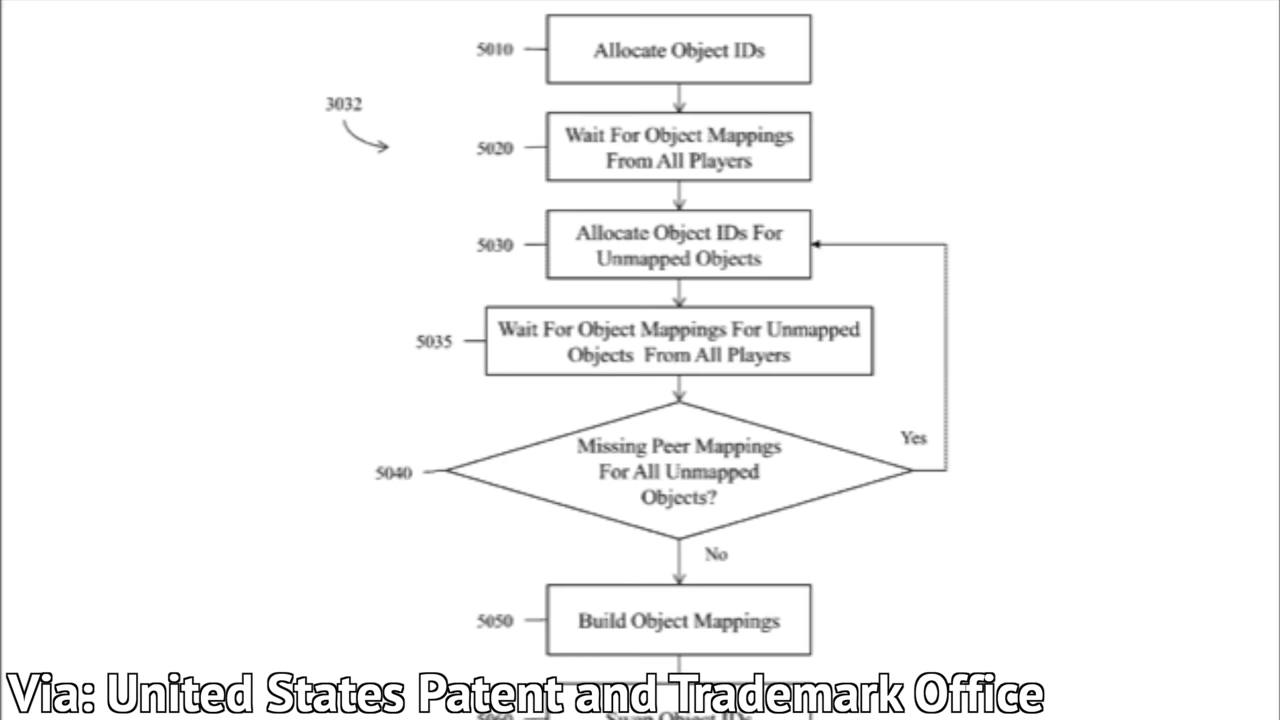 5010
Allocate Object IDs
3032
5020
Wait For Object Mappings
From All Players
5030
Allocate Object IDs For
Unmapped Objects
5035
Wait For Object Mappings For Unmapped
Objects From All Players
5040
Missing Peer Mappings
For All Unmapped
Objects?
Yes
No
5050
Build Object Mappings
Via: United States Patent and Trademark Office
Object IDs